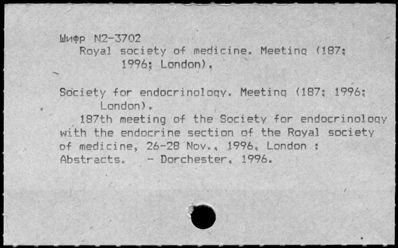 Шифр N2-3702
Royal society of medicine. Meeting (187;
1996; London).
Society for endocrinology. Meeting (187; 1996;
London).
187th meeting of the Society for endocrinology
with the endocrine section of the Royal society
of medicine, 26-28 Nov., 1996, London :
Abstracts. - Dorchester, 1996.